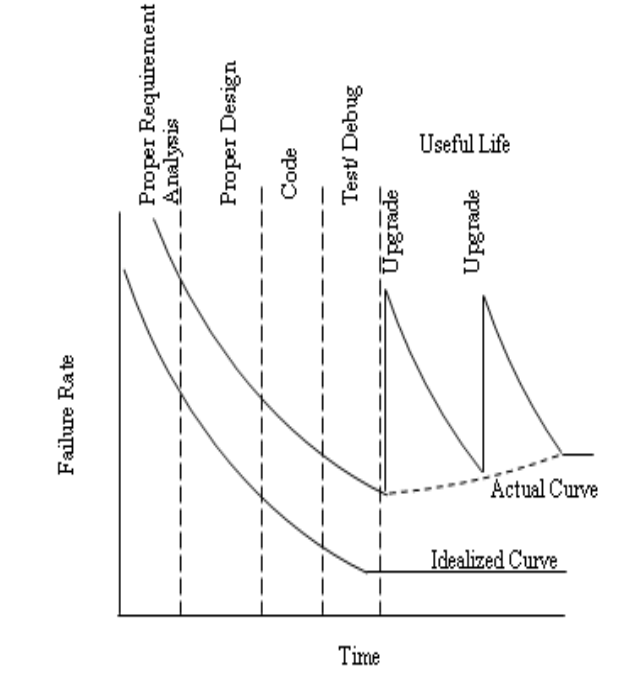 Proper Requirement
Analysis
Proper Design
Code
Test/ Debug
Useful Life
Upgrade
Upgrade
Failure Rate
Actual Curve
Idealized Curve
Time